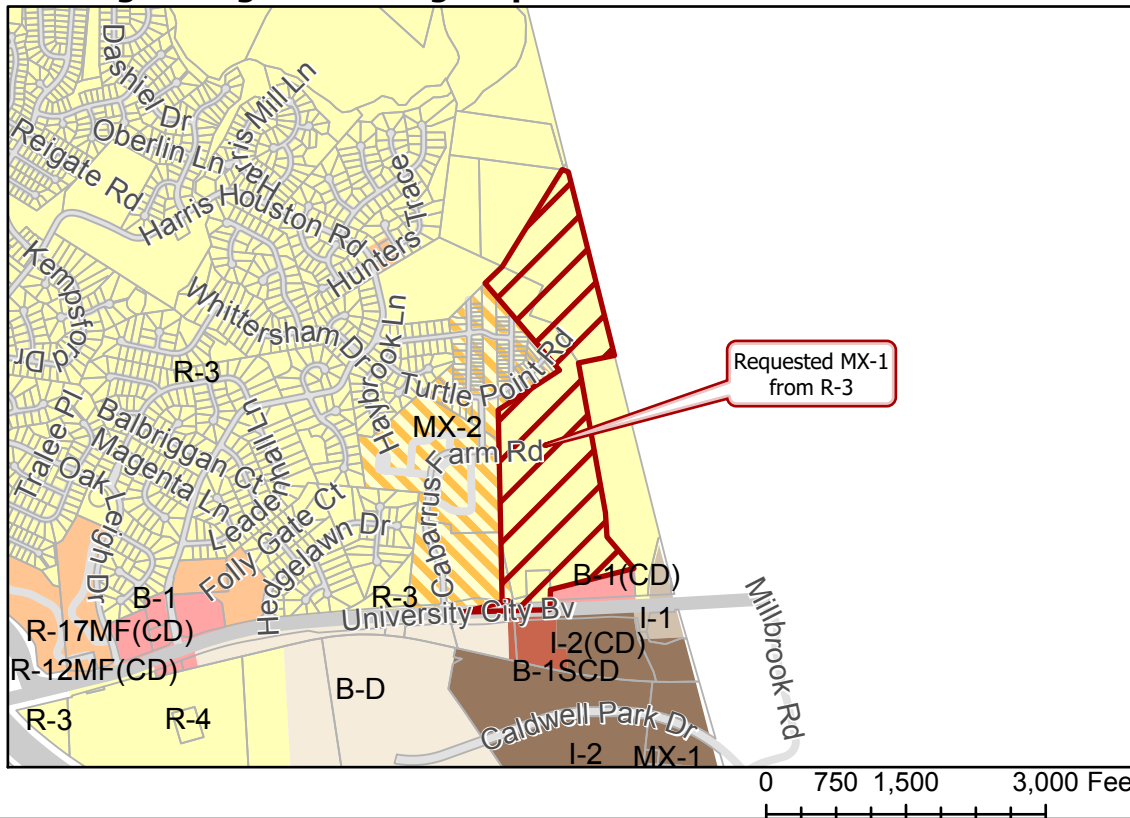 Dashiel Dr
Harris Mill Ln
Oberlin Ln
Reigate Rd
Harris Houston Rd
Hunters Trace
Kempsford Dr
Whittersham Dr
Haybrook Ln
Turtle Point Rd
Requested MX-1
from R-3
R-3
MX-2
arm Rd
Cabarrus F
Tralee Pl
Balbriggan Ct
Magenta Ln
Oak Leigh Dr
Leaderhall Ln
Folly Gate Ct
Hedgelawn Dr
B-1
R-3
B-1(CD)
University City Bv
I-1
Millbrook Rd
R-17MF(CD)
I-2(CD)
R-12MF(CD)
B-1SCD
B-D
R-3
R-4
Caldwell Park Dr
I-2
MX-1
0 750 1,500 3,000 Fee